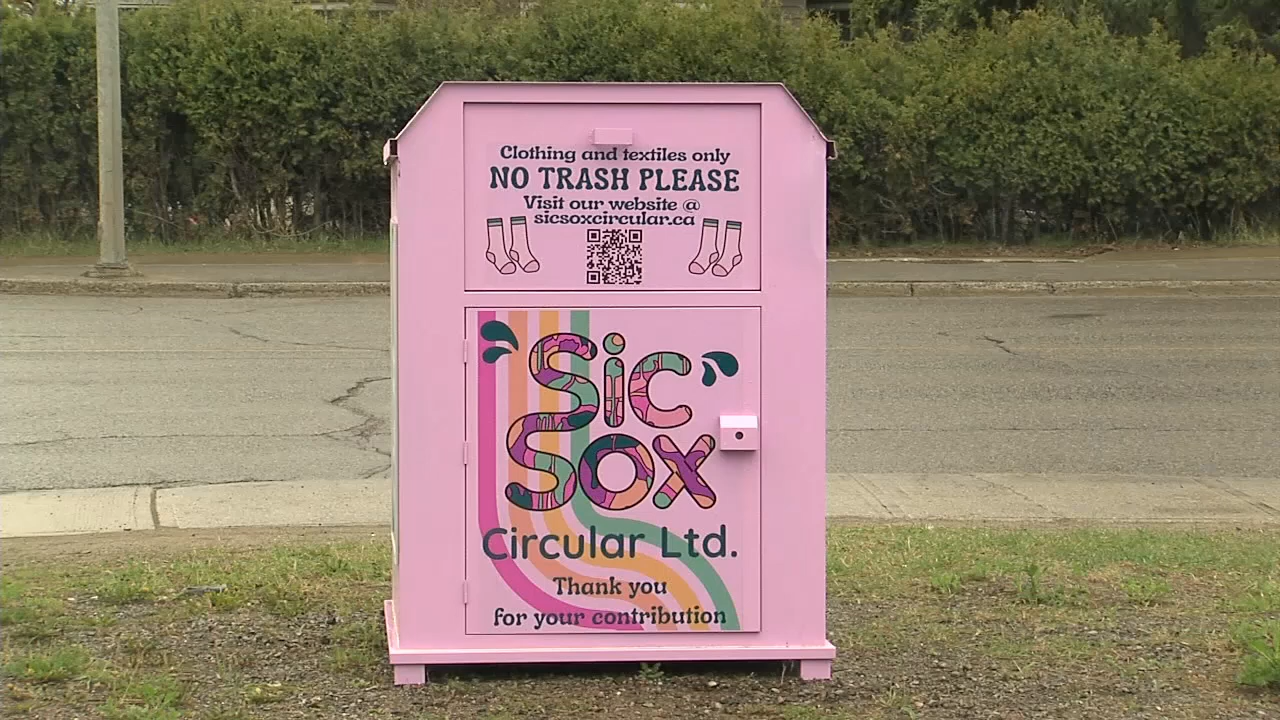 Clothing and textiles only
NO TRASH PLEASE
Visit our website @
sicsoxcircular.ca
Sic
Sox
Circular Ltd.
Thank you
for your contribution